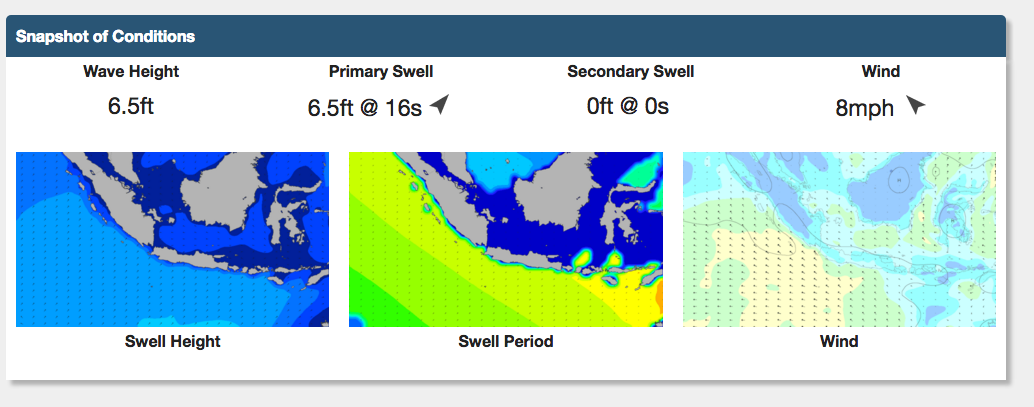 Snapshot of Conditions
Wave Height Primary Swell Secondary Swell Wind
6.5ft 6.5ft @ 16s 0ft @ 0s 8mph
Swell Height Swell Period Wind